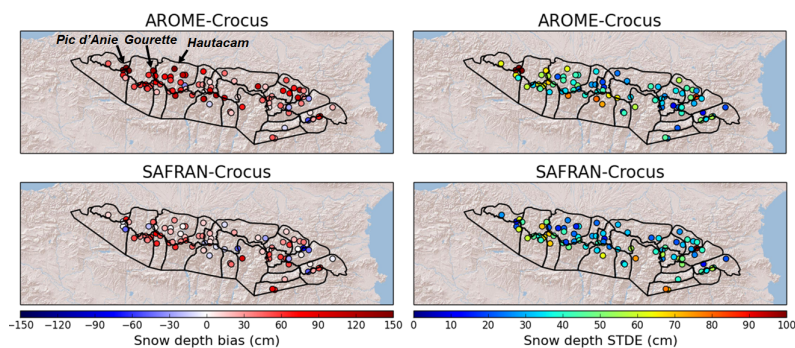 AROME-Crocus
AROME-Crocus
Pic d'Anie Gourette Hautacam
SAFRAN-Crocus
SAFRAN-Crocus
−150 −120 −90 −60 −30 0 30 60 90 120 150
0 10 20 30 40 50 60 70 80 90 100
Snow depth bias (cm)
Snow depth STDE (cm)